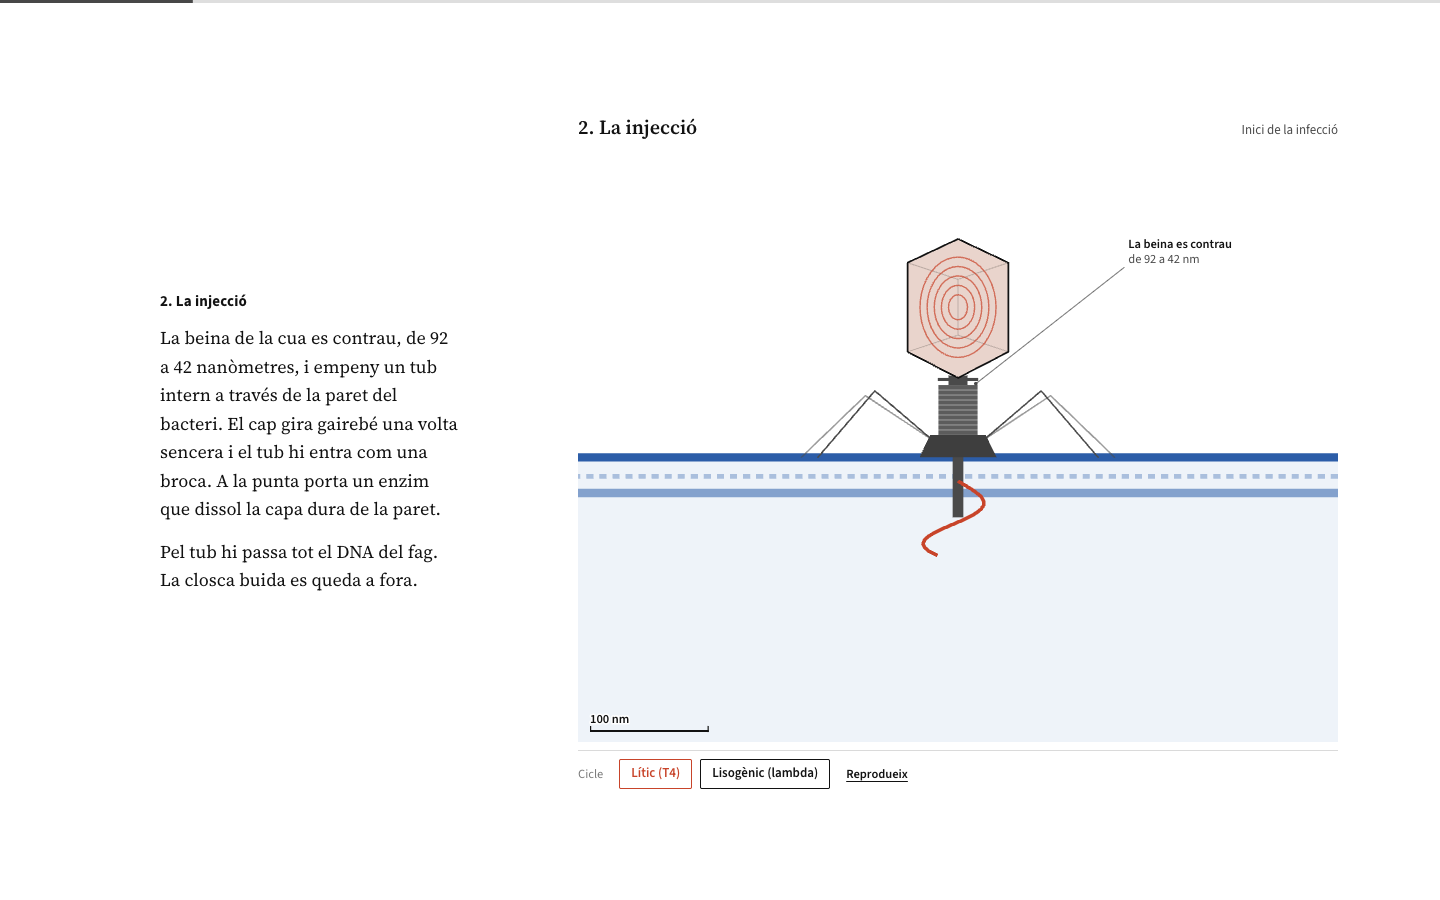 2. La injecció
Inici de la infecció
La beina es contrau
de 92 a 42 nm
2. La injecció
La beina de la cua es contrau, de 92
a 42 nanòmetres, i empeny un tub
intern a través de la paret del
bacteri. El cap gira gairebé una volta
sencera i el tub hi entra com una
broca. A la punta porta un enzim
que dissol la capa dura de la paret.
Pel tub hi passa tot el DNA del fag.
La closca buida es queda a fora.
100 nm
Cicle
Lític (T4)
Lisogènic (lambda)
Reprodueix